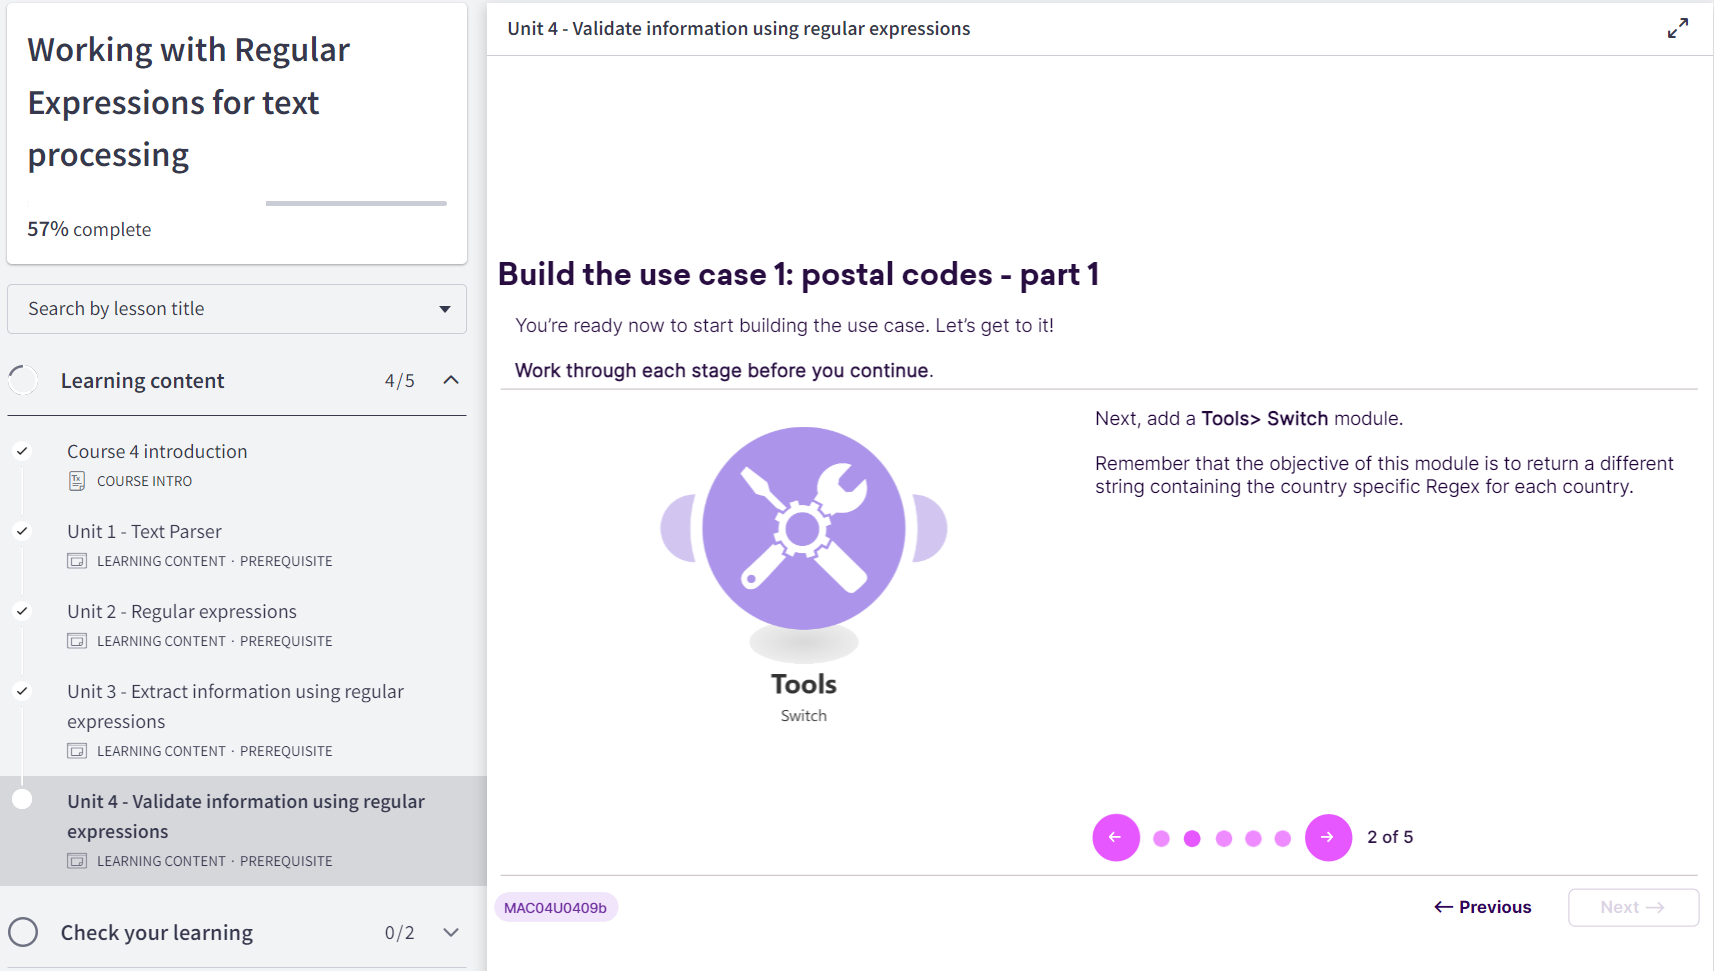 Working with Regular
Expressions for text
processing
57% complete
Search by lesson title
Learning content 4/5
Course 4 introduction
COURSE INTRO
Unit 1 - Text Parser
LEARNING CONTENT · PREREQUISITE
Unit 2 - Regular expressions
LEARNING CONTENT · PREREQUISITE
Unit 3 - Extract information using regular
expressions
LEARNING CONTENT · PREREQUISITE
Unit 4 - Validate information using regular
expressions
LEARNING CONTENT · PREREQUISITE
Check your learning 0/2
Unit 4 - Validate information using regular expressions
Build the use case 1: postal codes - part 1
You're ready now to start building the use case. Let's get to it!
Work through each stage before you continue.
Tools
Switch
Next, add a Tools> Switch module.
Remember that the objective of this module is to return a different
string containing the country specific Regex for each country.
← → 2 of 5
MAC04U0409b
← Previous
Next →